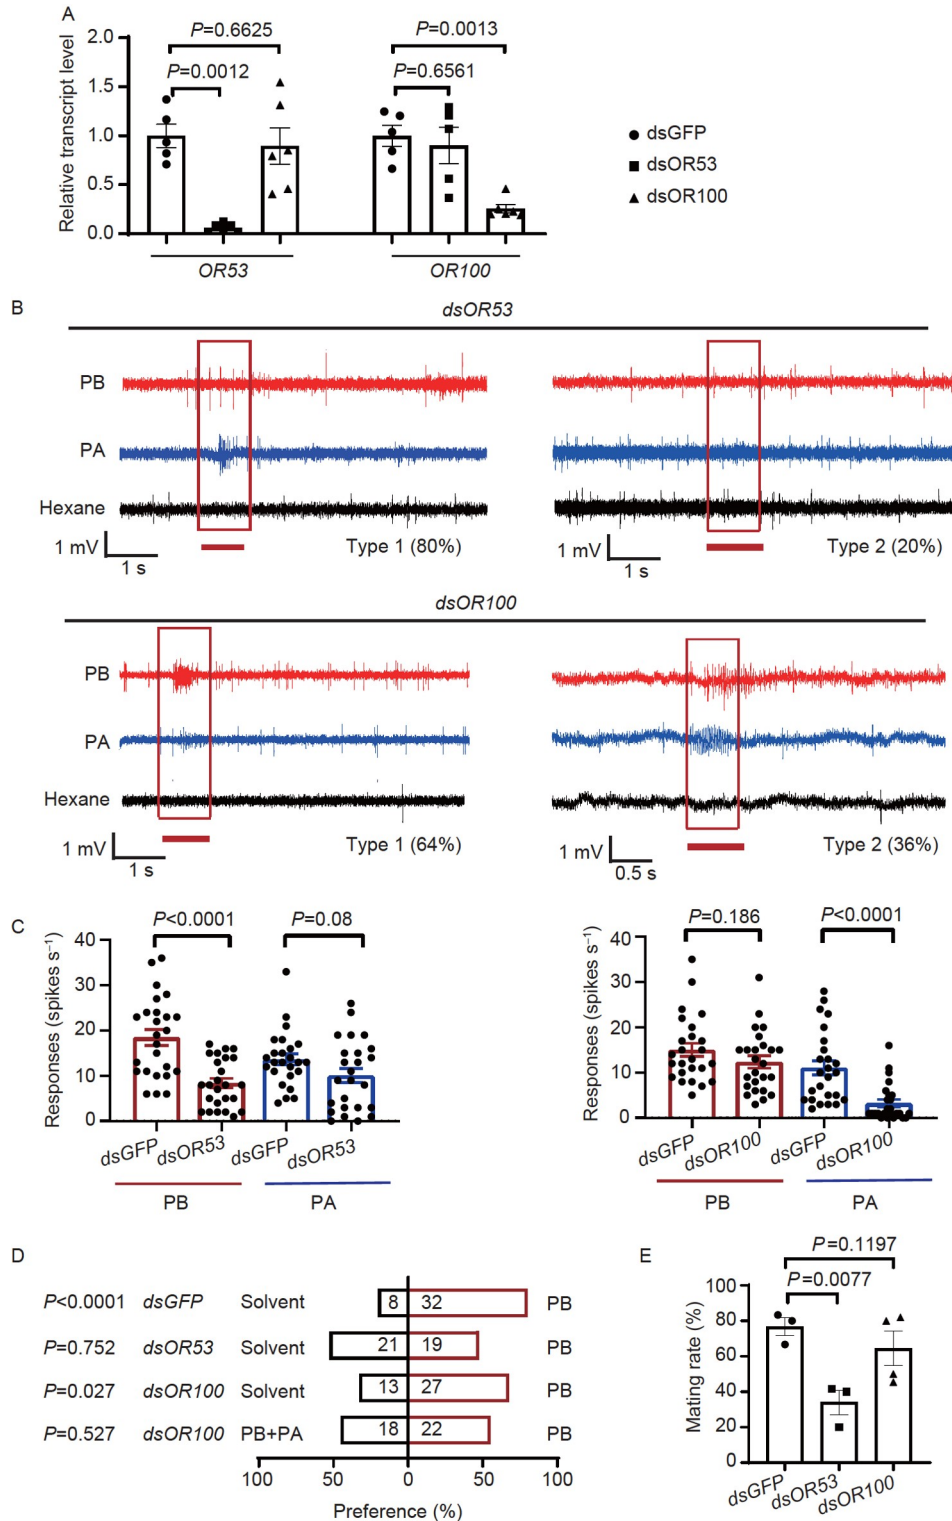 A
2.0
1.5
1.0
0.5
0.0
Relative transcript level
P=0.6625
P=0.0012
P=0.0013
P=0.6561
OR53
OR100
dsGFP
dsOR53
dsOR100
B
dsOR53
PB
PA
Hexane
1 mV
1 s
Type 1 (80%)
1 mV
1 s
Type 2 (20%)
dsOR100
PB
PA
Hexane
1 mV
1 s
Type 1 (64%)
1 mV
0.5 s
Type 2 (36%)
C
Responses (spikes s⁻¹)
40
30
20
10
0
P<0.0001
P=0.08
dsGFP
dsOR53
dsGFP
dsOR53
PB
PA
Responses (spikes s⁻¹)
40
30
20
10
0
P=0.186
P<0.0001
dsGFP
dsOR100
dsGFP
dsOR100
PB
PA
D
P<0.0001 dsGFP Solvent 8 32 PB
P=0.752 dsOR53 Solvent 21 19 PB
P=0.027 dsOR100 Solvent 13 27 PB
P=0.527 dsOR100 PB+PA 18 22 PB
100 50 0 50 100
Preference (%)
E
P=0.1197
P=0.0077
100
80
60
40
20
0
Mating rate (%)
dsGFP
dsOR53
dsOR100